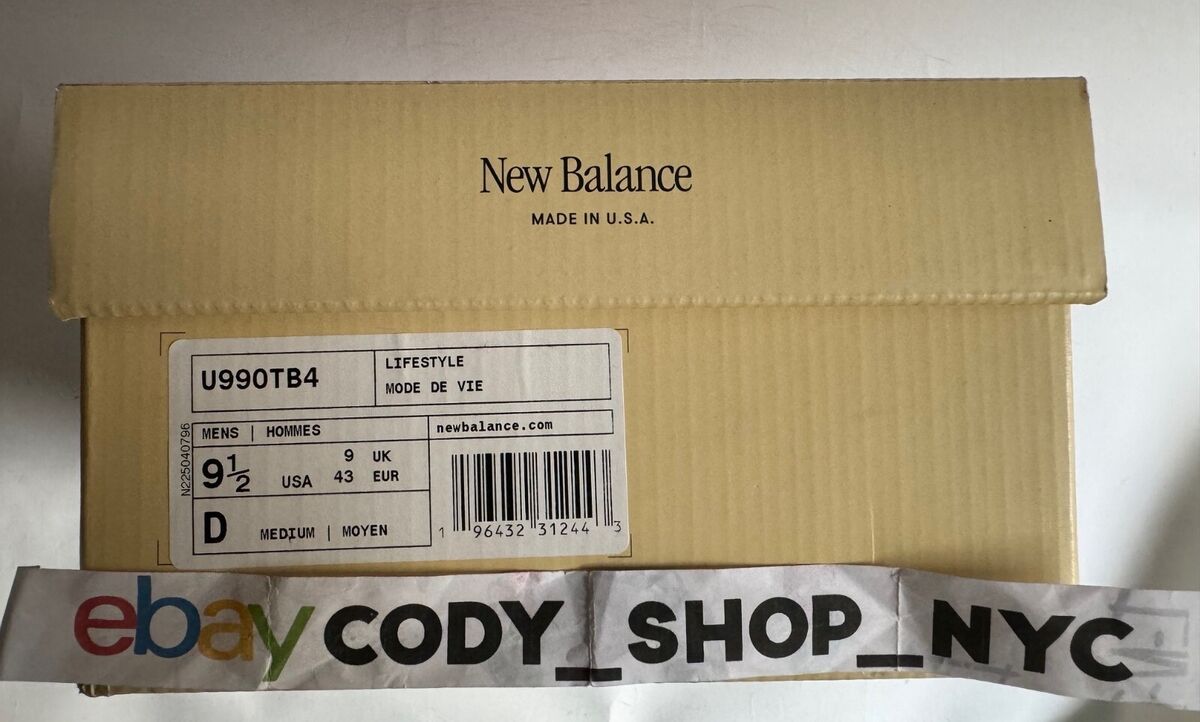 New Balance
MADE IN U.S.A.
U990TB4
LIFESTYLE
MODE DE VIE
MENS | HOMMES
newbalance.com
N225040796
9½ USA
9 UK
43 EUR
D MEDIUM | MOYEN
1 96432 31244 3
ebay CODY_SHOP_NYC